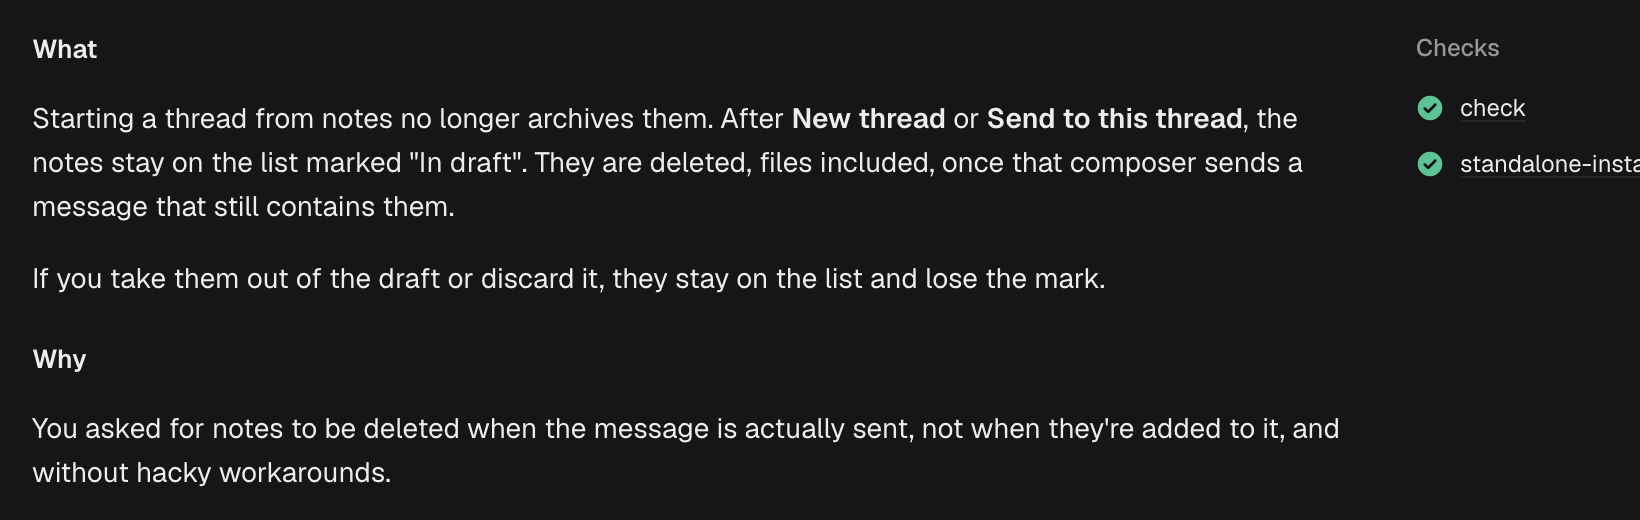 What
Starting a thread from notes no longer archives them. After New thread or Send to this thread, the
notes stay on the list marked "In draft". They are deleted, files included, once that composer sends a
message that still contains them.
If you take them out of the draft or discard it, they stay on the list and lose the mark.
Why
You asked for notes to be deleted when the message is actually sent, not when they're added to it, and
without hacky workarounds.
Checks
check
standalone-insta